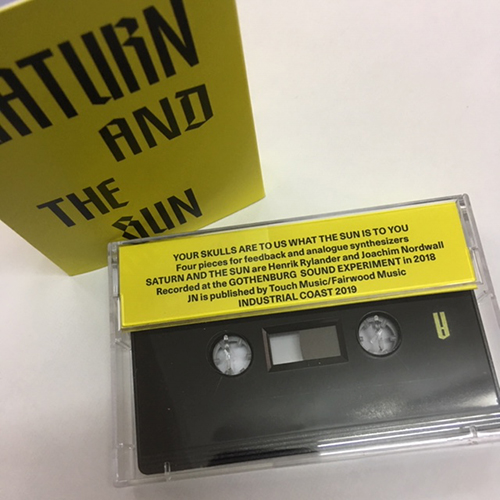 SATURN
AND
THE
SUN
YOUR SKULLS ARE TO US WHAT THE SUN IS TO YOU
Four pieces for feedback and analogue synthesizers
SATURN AND THE SUN are Henrik Rylander and Joachim Nordwall
Recorded at the GOTHENBURG SOUND EXPERIMENT in 2018
JN is published by Touch Music/Fairwood Music
INDUSTRIAL COAST 2019